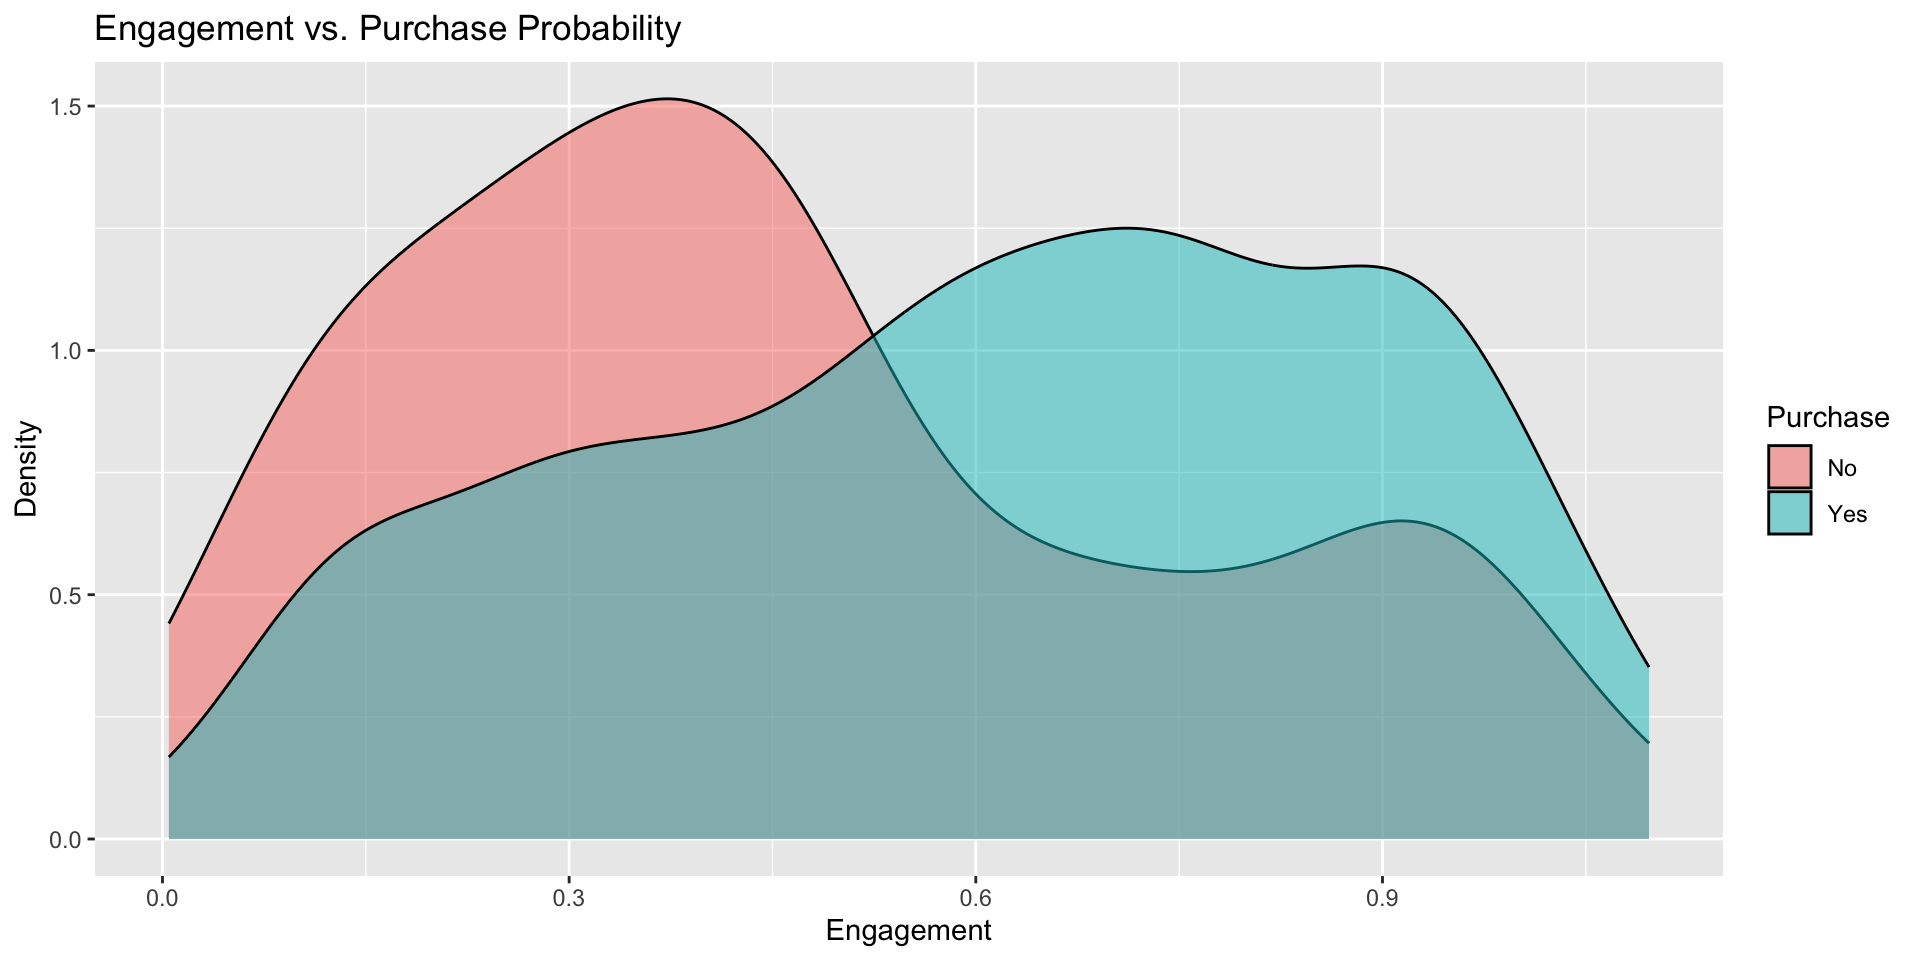 Engagement vs. Purchase Probability
1.5
1.0
0.5
0.0
Density
0.0 0.3 0.6 0.9
Engagement
Purchase
No
Yes